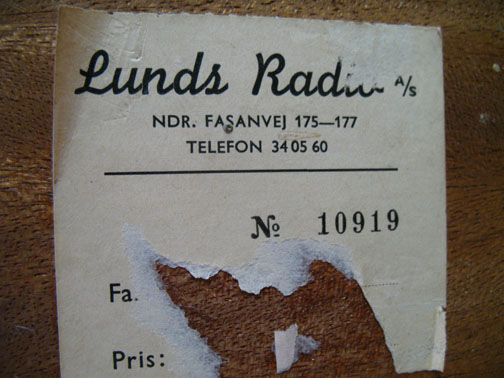 Lunds Radio A/S
NDR. FASANVEJ 175—177
TELEFON 34 05 60
№ 10919
Fa.
Pris: